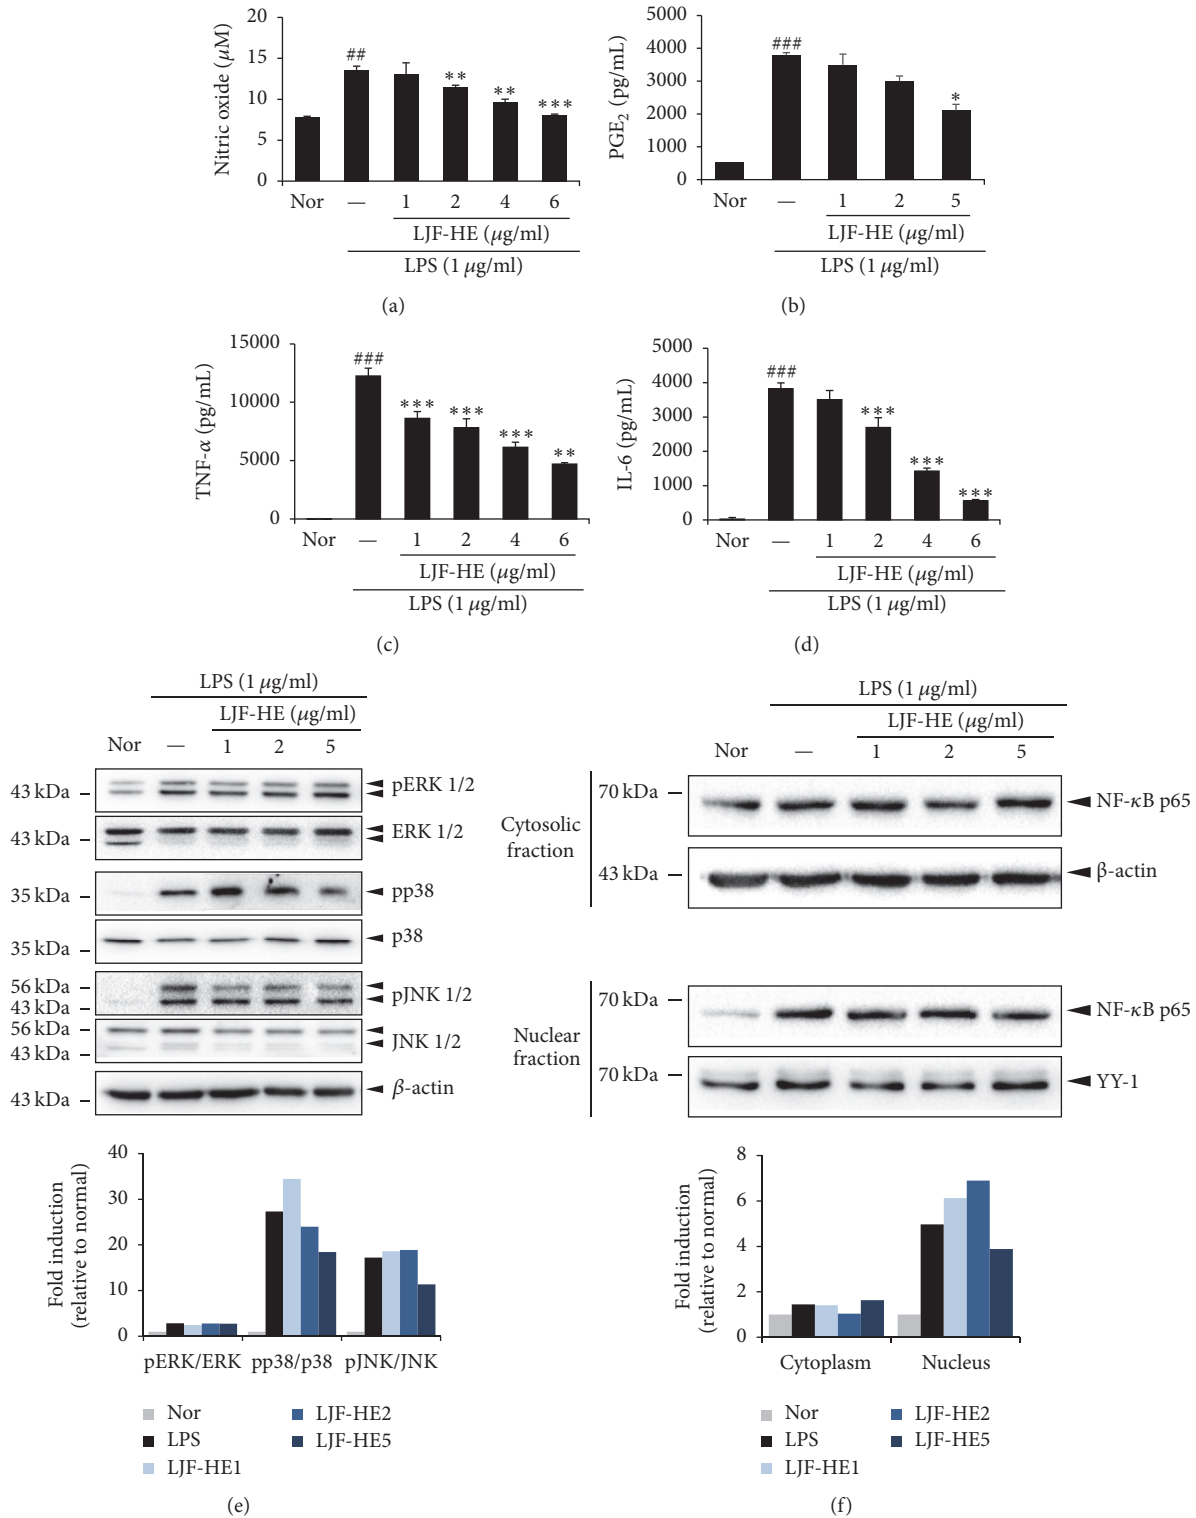 20
15
10
5
0
Nitric oxide (μM)
##
**
**
***
Nor — 1 2 4 6
LJF-HE (μg/ml)
LPS (1 μg/ml)
(a)
5000
4000
3000
2000
1000
0
PGE2 (pg/mL)
###
*
Nor — 1 2 5
LJF-HE (μg/ml)
LPS (1 μg/ml)
(b)
15000
10000
5000
0
TNF-α (pg/mL)
###
***
***
***
**
Nor — 1 2 4 6
LJF-HE (μg/ml)
LPS (1 μg/ml)
(c)
5000
4000
3000
2000
1000
0
IL-6 (pg/mL)
###
***
***
***
Nor — 1 2 4 6
LJF-HE (μg/ml)
LPS (1 μg/ml)
(d)
LPS (1 μg/ml)
LJF-HE (μg/ml)
Nor — 1 2 5
43 kDa
pERK 1/2
43 kDa
ERK 1/2
35 kDa
pp38
35 kDa
p38
56 kDa
43 kDa
pJNK 1/2
56 kDa
43 kDa
JNK 1/2
43 kDa
β-actin
40
30
20
10
0
Fold induction
(relative to normal)
pERK/ERK pp38/p38 pJNK/JNK
Nor
LPS
LJF-HE1
LJF-HE2
LJF-HE5
(e)
LPS (1 μg/ml)
LJF-HE (μg/ml)
Nor — 1 2 5
Cytosolic
fraction
70 kDa
NF-κB p65
43 kDa
β-actin
Nuclear
fraction
70 kDa
NF-κB p65
70 kDa
YY-1
8
6
4
2
0
Fold induction
(relative to normal)
Cytoplasm Nucleus
Nor
LPS
LJF-HE1
LJF-HE2
LJF-HE5
(f)